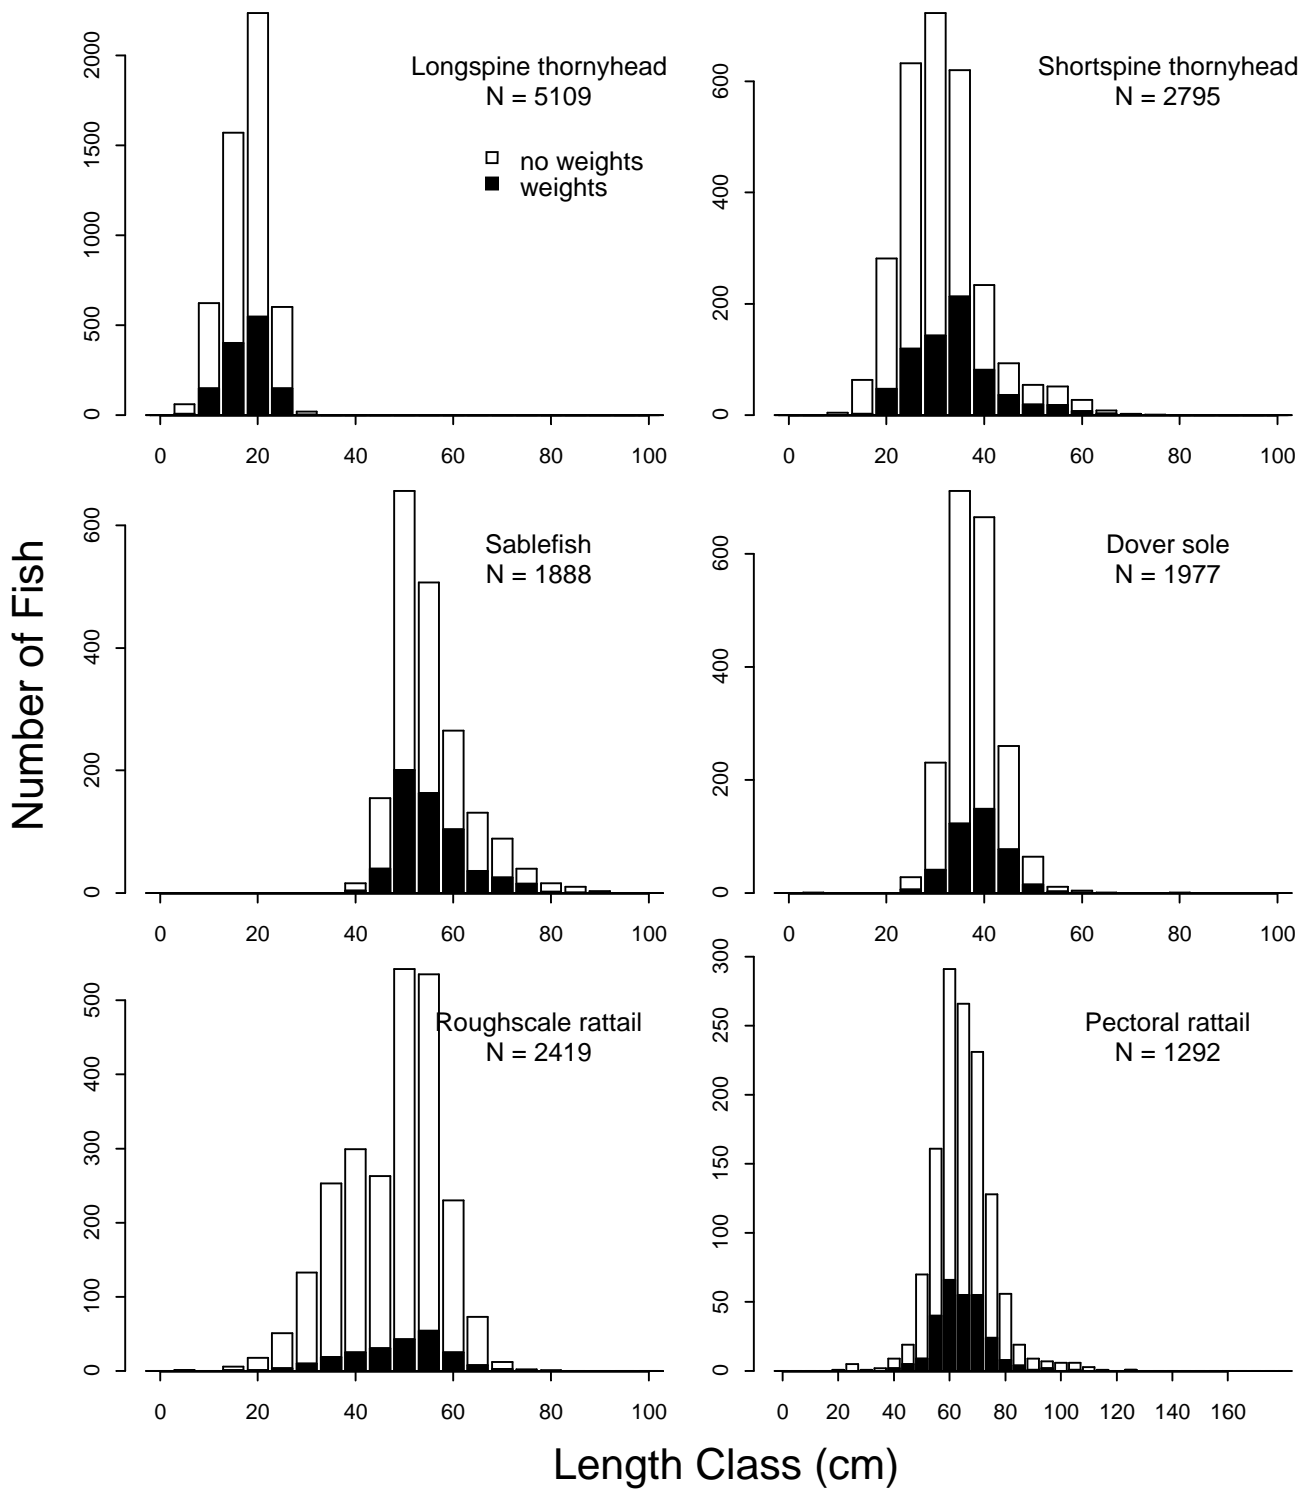 Longspine thornyhead
N = 5109
no weights
weights
0 500 1000 1500 2000
0 20 40 60 80 100
Shortspine thornyhead
N = 2795
0 200 400 600
0 20 40 60 80 100
Number of Fish
Sablefish
N = 1888
0 200 400 600
0 20 40 60 80 100
Dover sole
N = 1977
0 200 400 600
0 20 40 60 80 100
Roughscale rattail
N = 2419
0 100 200 300 400 500
0 20 40 60 80 100
Pectoral rattail
N = 1292
0 50 100 150 200 250 300
0 20 40 60 80 100 120 140 160
Length Class (cm)